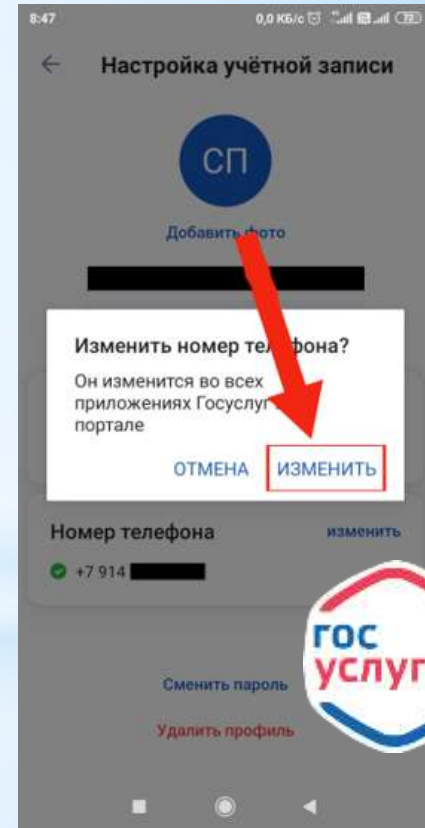 8:47
0,0 КБ/с
72
Настройка учётной записи
СП
Добавить фото
Изменить номер телефона?
Он изменится во всех
приложениях Госуслуг
портале
ОТМЕНА ИЗМЕНИТЬ
Номер телефона изменить
+7 914
гос
услуг
Сменить пароль
Удалить профиль